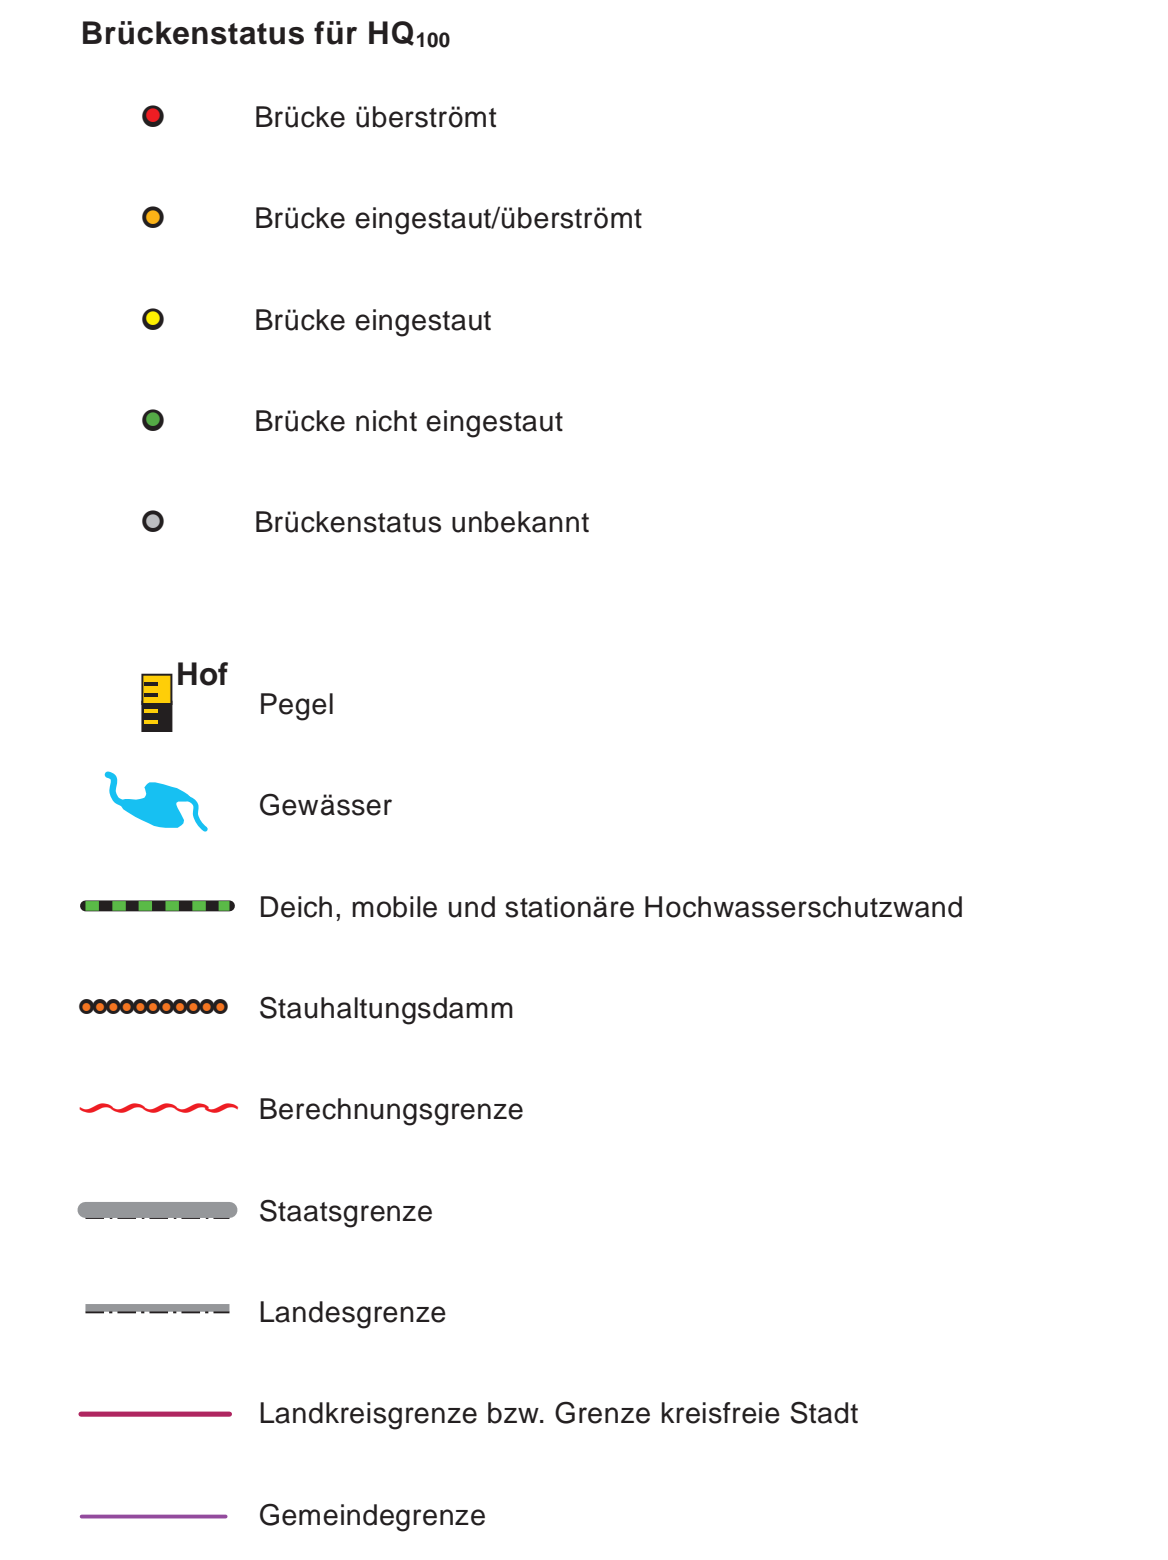 Brückenstatus für HQ₁₀₀
Brücke überströmt
Brücke eingestaut/überströmt
Brücke eingestaut
Brücke nicht eingestaut
Brückenstatus unbekannt
Hof
Pegel
Gewässer
Deich, mobile und stationäre Hochwasserschutzwand
Stauhaltungsdamm
Berechnungsgrenze
Staatsgrenze
Landesgrenze
Landkreisgrenze bzw. Grenze kreisfreie Stadt
Gemeindegrenze